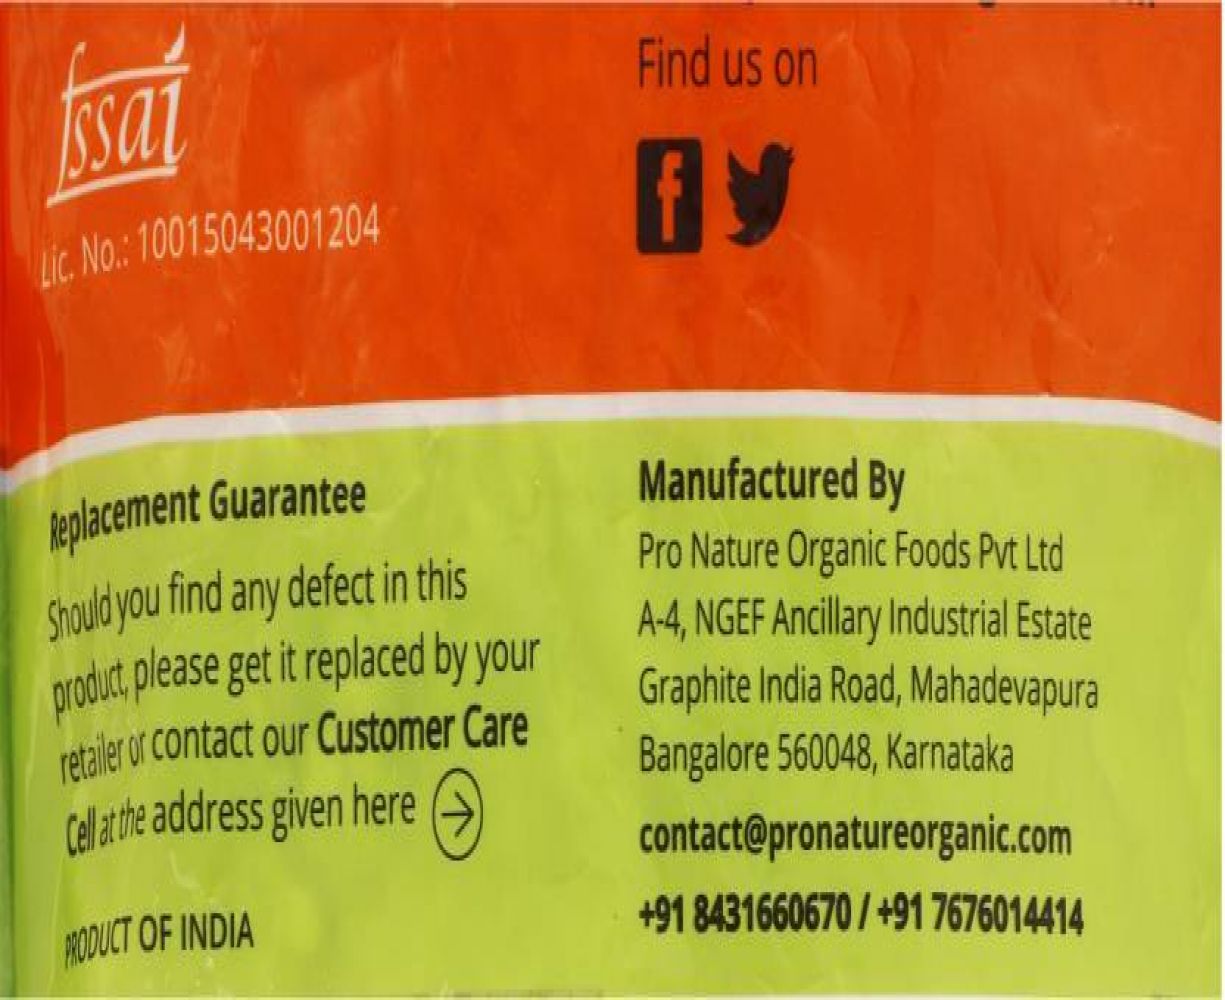 fssai
Lic. No.: 10015043001204
Find us on
Replacement Guarantee
Should you find any defect in this
product, please get it replaced by your
retailer or contact our Customer Care
Cell at the address given here
PRODUCT OF INDIA
Manufactured By
Pro Nature Organic Foods Pvt Ltd
A-4, NGEF Ancillary Industrial Estate
Graphite India Road, Mahadevapura
Bangalore 560048, Karnataka
contact@pronatureorganic.com
+91 8431660670 / +91 7676014414